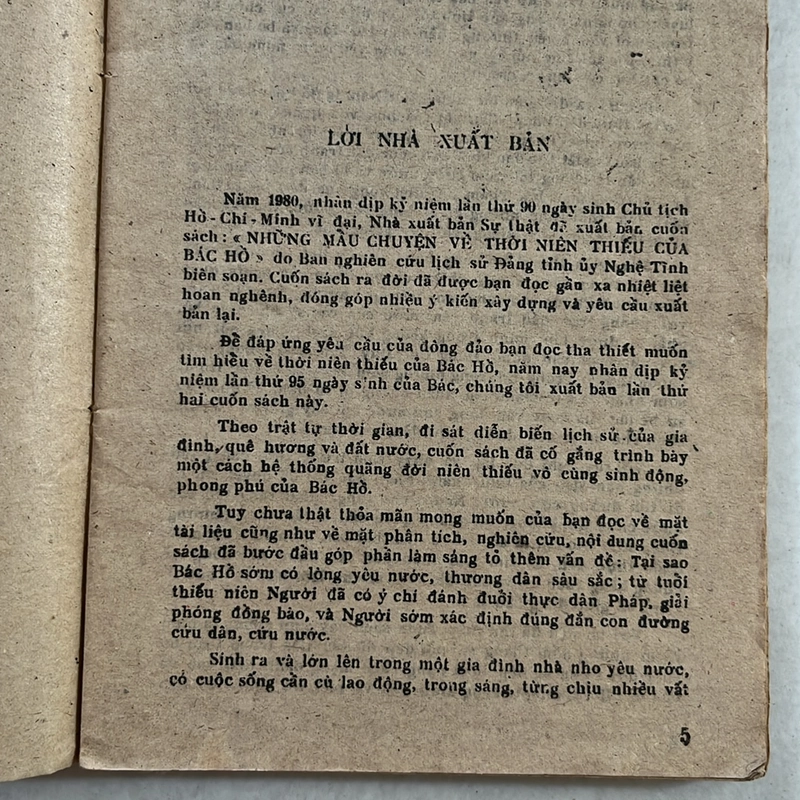 LỜI NHÀ XUẤT BẢN
Năm 1980, nhân dịp kỷ niệm lần thứ 90 ngày sinh Chủ tịch
Hồ-Chí-Minh vĩ đại, Nhà xuất bản Sự thật đã xuất bản cuốn
sách: « NHỮNG MẨU CHUYỆN VỀ THỜI NIÊN THIẾU CỦA
BÁC HỒ » do Ban nghiên cứu lịch sử Đảng tỉnh ủy Nghệ Tĩnh
biên soạn. Cuốn sách ra đời đã được bạn đọc gần xa nhiệt liệt
hoan nghênh, đóng góp nhiều ý kiến xây dựng và yêu cầu xuất
bản lại.
Để đáp ứng yêu cầu của đông đảo bạn đọc tha thiết muốn
tìm hiểu về thời niên thiếu của Bác Hồ, năm nay nhân dịp kỷ
niệm lần thứ 95 ngày sinh của Bác, chúng tôi xuất bản lần thứ
hai cuốn sách này.
Theo trật tự thời gian, đi sát diễn biến lịch sử của gia
đình, quê hương và đất nước, cuốn sách đã cố gắng trình bày
một cách hệ thống quãng đời niên thiếu vô cùng sinh động,
phong phú của Bác Hồ.
Tuy chưa thật thỏa mãn mong muốn của bạn đọc về mặt
tài liệu cũng như về mặt phân tích, nghiên cứu, nội dung cuốn
sách đã bước đầu góp phần làm sáng tỏ thêm vấn đề: Tại sao
Bác Hồ sớm có lòng yêu nước, thương dân sâu sắc; từ tuổi
thiếu niên Người đã có ý chí đánh đuổi thực dân Pháp, giải
phóng đồng bào, và Người sớm xác định đúng đắn con đường
cứu dân, cứu nước.
Sinh ra và lớn lên trong một gia đình nhà nho yêu nước,
có cuộc sống cần cù lao động, trong sáng, từng chịu nhiều vất
5